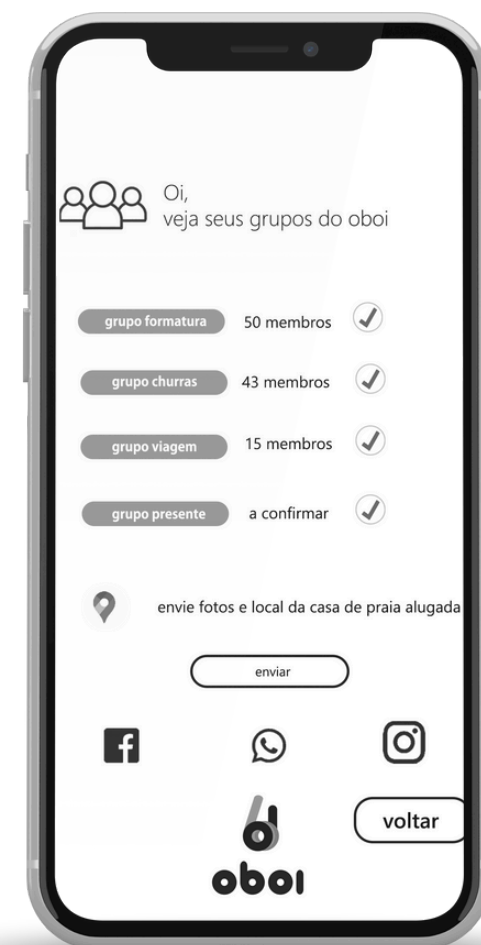 Oi,
veja seus grupos do oboi
grupo formatura 50 membros
grupo churras 43 membros
grupo viagem 15 membros
grupo presente a confirmar
envie fotos e local da casa de praia alugada
enviar
voltar
oboi